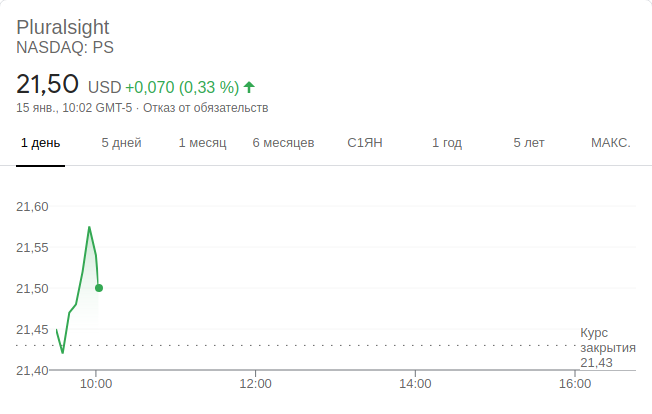 Pluralsight
NASDAQ: PS
21,50 USD +0,070 (0,33 %)
15 янв., 10:02 GMT-5 · Отказ от обязательств
1 день 5 дней 1 месяц 6 месяцев С1ЯН 1 год 5 лет МАКС.
21,60
21,55
21,50
21,45
Курс
закрытия
21,43
21,40
10:00 12:00 14:00 16:00